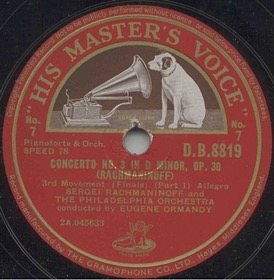 "HIS MASTER'S VOICE"
No. 7
No. 7
Pianoforte & Orch.
SPEED 78
D.B.8819
CONCERTO NO. 3 IN D MINOR, OP. 30
(RACHMANINOFF)
3rd Movement (Finale; (Part 1) Allegro
SERGEI RACHMANINOFF and
THE PHILADELPHIA ORCHESTRA
conducted by EUGENE ORMANDY
2A.045633
THE GRAMOPHONE CO. LTD. HAYES,